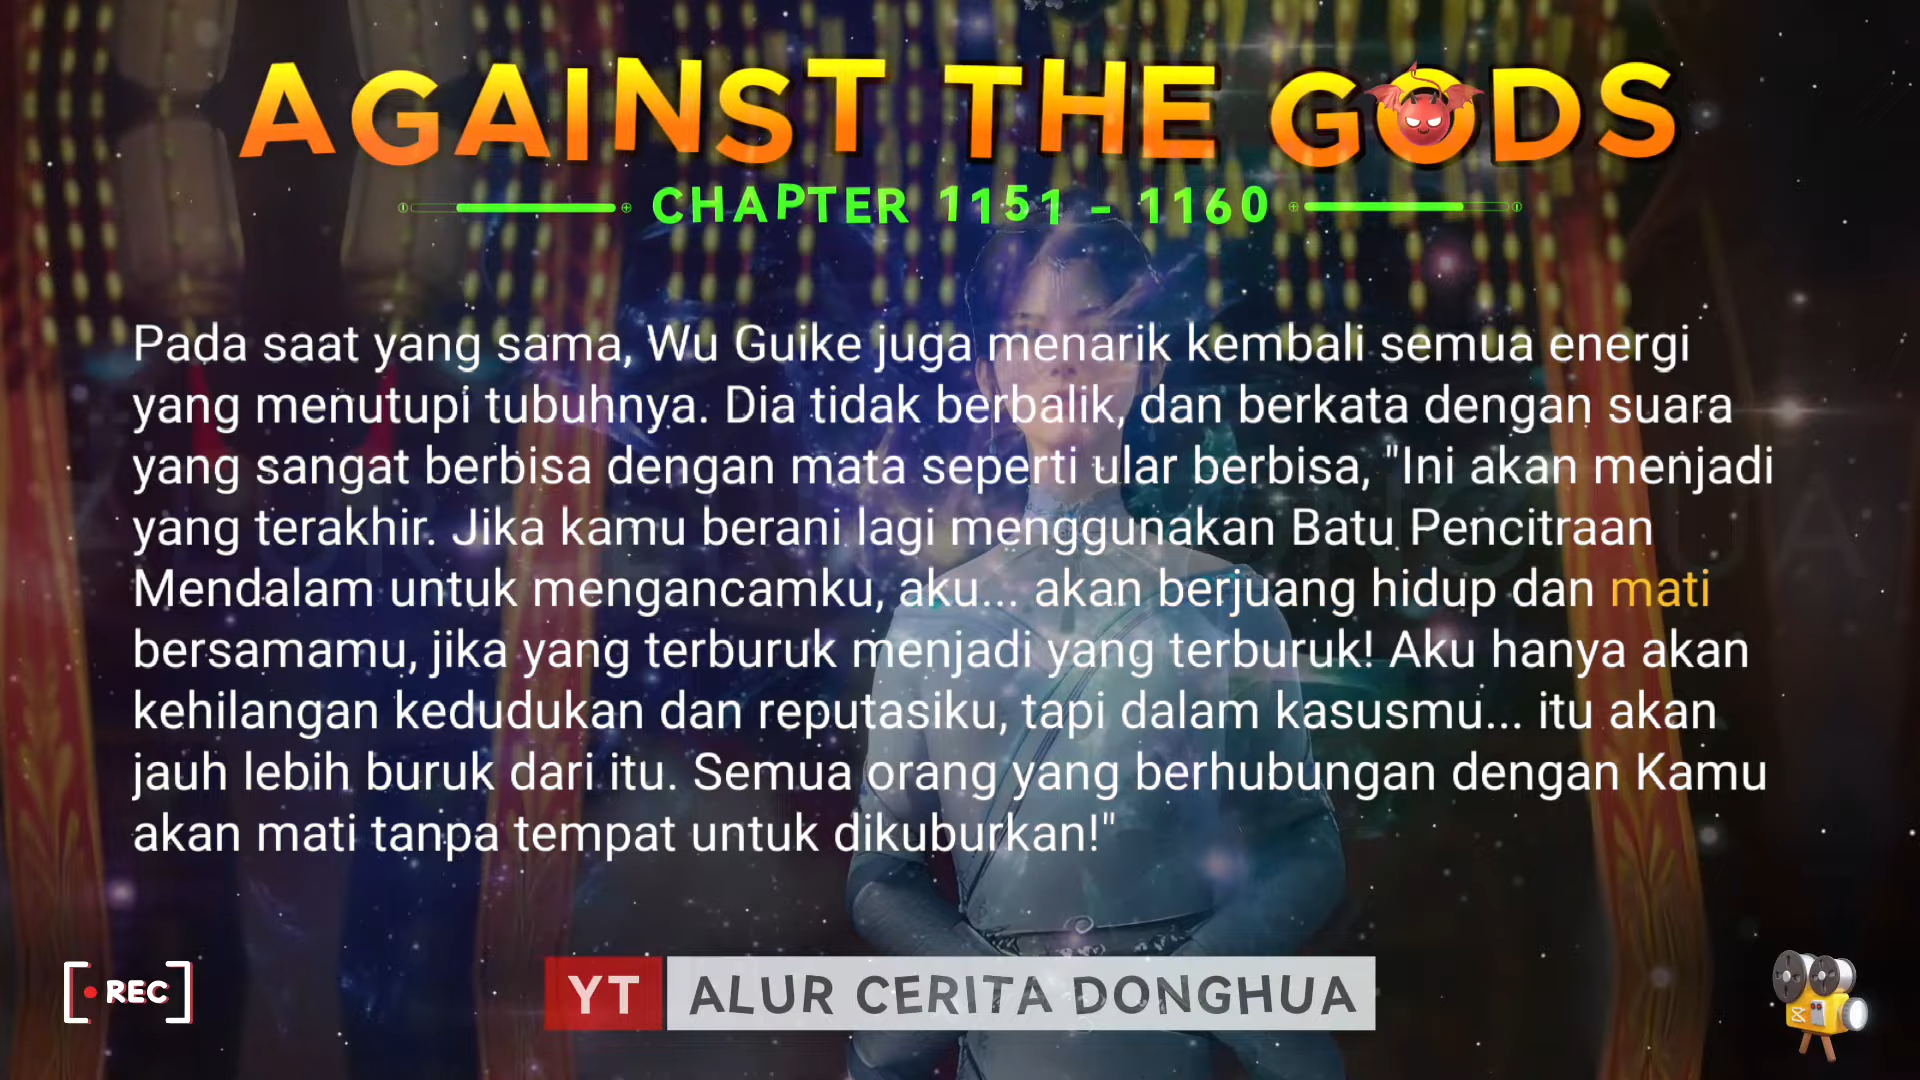 AGAINST THE GODS
CHAPTER 1151 - 1160
Pada saat yang sama, Wu Guike juga menarik kembali semua energi
yang menutupi tubuhnya. Dia tidak berbalik, dan berkata dengan suara
yang sangat berbisa dengan mata seperti ular berbisa, "Ini akan menjadi
yang terakhir. Jika kamu berani lagi menggunakan Batu Pencitraan
Mendalam untuk mengancamku, aku... akan berjuang hidup dan mati
bersamamu, jika yang terburuk menjadi yang terburuk! Aku hanya akan
kehilangan kedudukan dan reputasiku, tapi dalam kasusmu... itu akan
jauh lebih buruk dari itu. Semua orang yang berhubungan dengan Kamu
akan mati tanpa tempat untuk dikuburkan!"
REC
YT ALUR CERITA DONGHUA